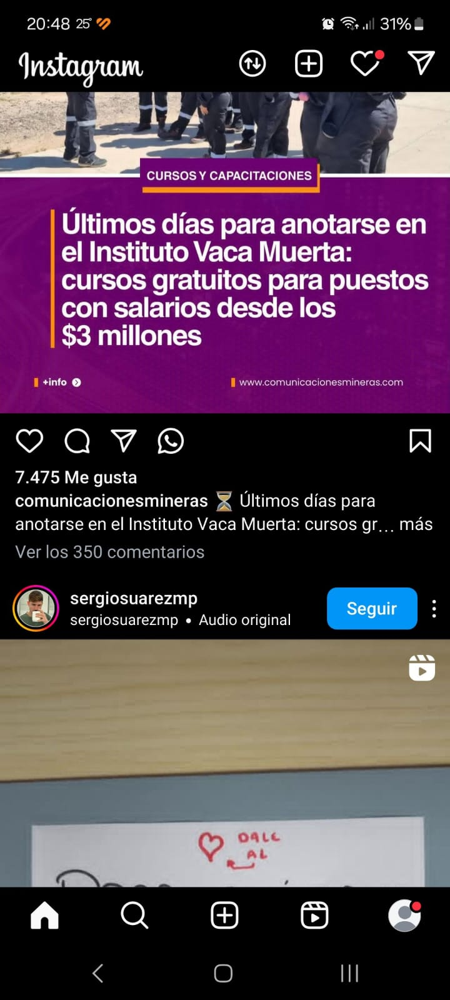 20:48 25° 31%
Instagram
CURSOS Y CAPACITACIONES
Últimos días para anotarse en
el Instituto Vaca Muerta:
cursos gratuitos para puestos
con salarios desde los
$3 millones
+info www.comunicacionesmineras.com
7.475 Me gusta
comunicacionesmineras ⏳ Últimos días para
anotarse en el Instituto Vaca Muerta: cursos gr... más
Ver los 350 comentarios
sergiosuarezmp
sergiosuarezmp • Audio original
Seguir
DALE
AL